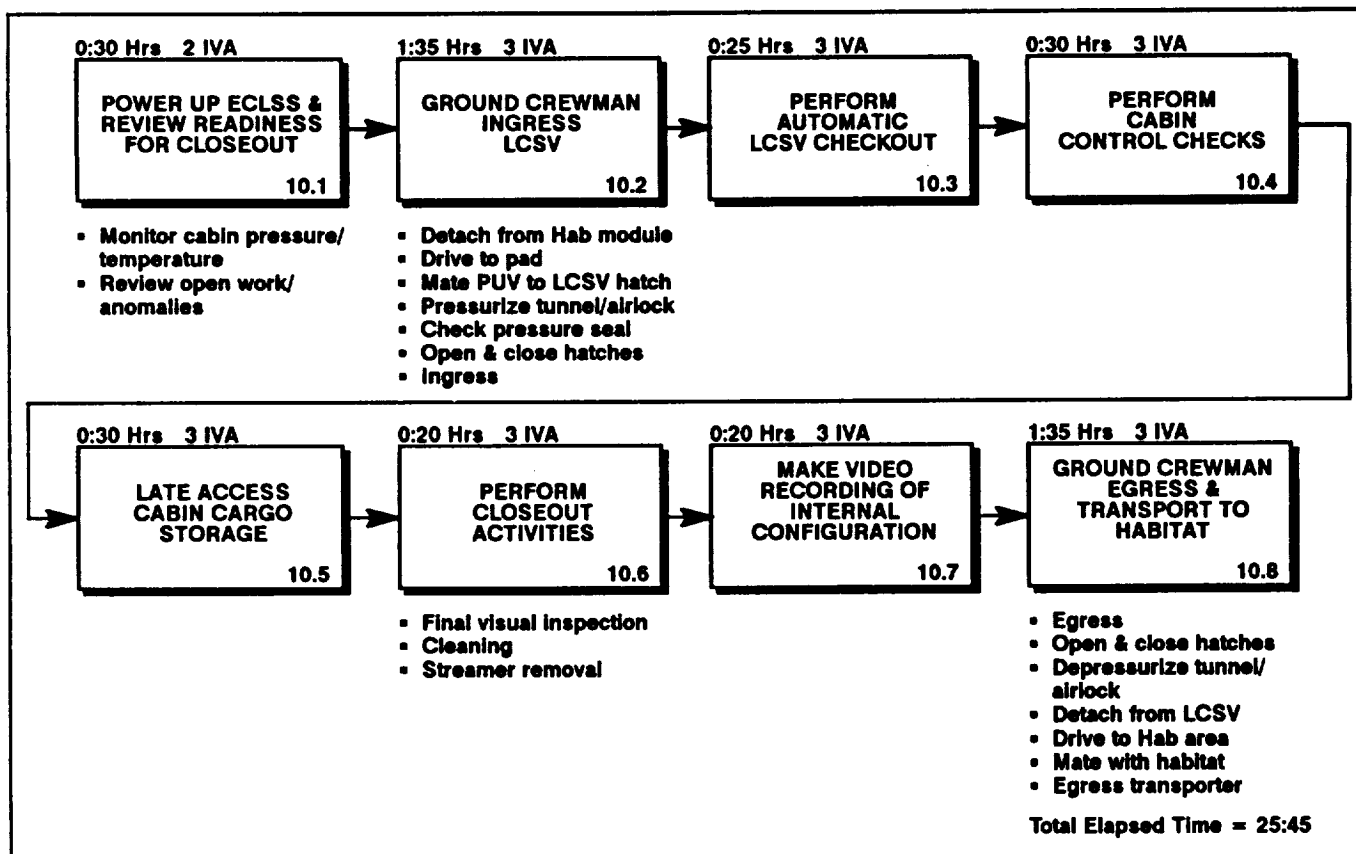 0:30 Hrs 2 IVA
POWER UP ECLSS &
REVIEW READINESS
FOR CLOSEOUT
10.1
▪ Monitor cabin pressure/
temperature
▪ Review open work/
anomalies
1:35 Hrs 3 IVA
GROUND CREWMAN
INGRESS
LCSV
10.2
▪ Detach from Hab module
▪ Drive to pad
▪ Mate PUV to LCSV hatch
▪ Pressurize tunnel/airlock
▪ Check pressure seal
▪ Open & close hatches
▪ Ingress
0:25 Hrs 3 IVA
PERFORM
AUTOMATIC
LCSV CHECKOUT
10.3
0:30 Hrs 3 IVA
PERFORM
CABIN
CONTROL CHECKS
10.4
0:30 Hrs 3 IVA
LATE ACCESS
CABIN CARGO
STORAGE
10.5
0:20 Hrs 3 IVA
PERFORM
CLOSEOUT
ACTIVITIES
10.6
▪ Final visual inspection
▪ Cleaning
▪ Streamer removal
0:20 Hrs 3 IVA
MAKE VIDEO
RECORDING OF
INTERNAL
CONFIGURATION
10.7
1:35 Hrs 3 IVA
GROUND CREWMAN
EGRESS &
TRANSPORT TO
HABITAT
10.8
▪ Egress
▪ Open & close hatches
▪ Depressurize tunnel/
airlock
▪ Detach from LCSV
▪ Drive to Hab area
▪ Mate with habitat
▪ Egress transporter
Total Elapsed Time = 25:45